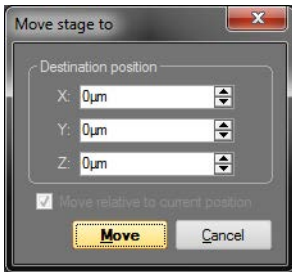 Move stage to
Destination position
X: 0µm
Y: 0µm
Z: 0µm
Move relative to current position
Move Cancel